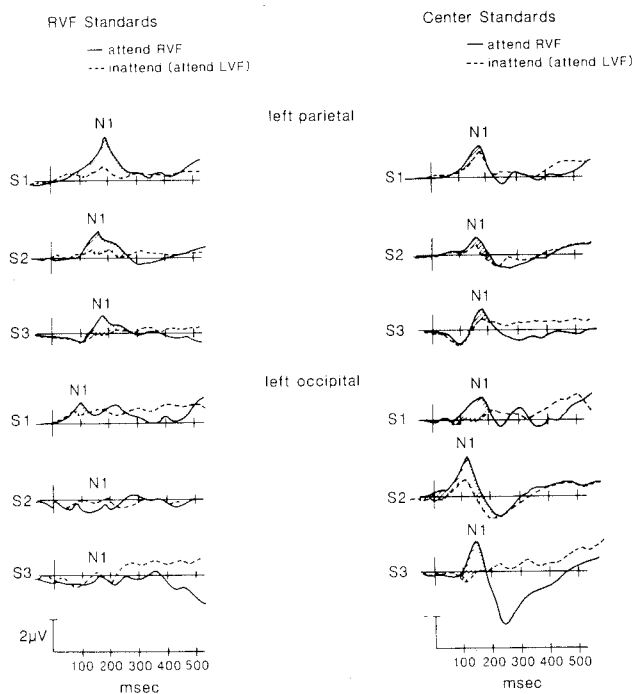 RVF Standards
— attend RVF
--- inattend (attend LVF)
Center Standards
— attend RVF
--- inattend (attend LVF)
left parietal
N1
S1
N1
S2
N1
S3
N1
S1
N1
S2
N1
S3
left occipital
N1
S1
N1
S2
N1
S3
N1
S1
N1
S2
N1
S3
2μV
100 200 300 400 500
msec
100 200 300 400 500
msec